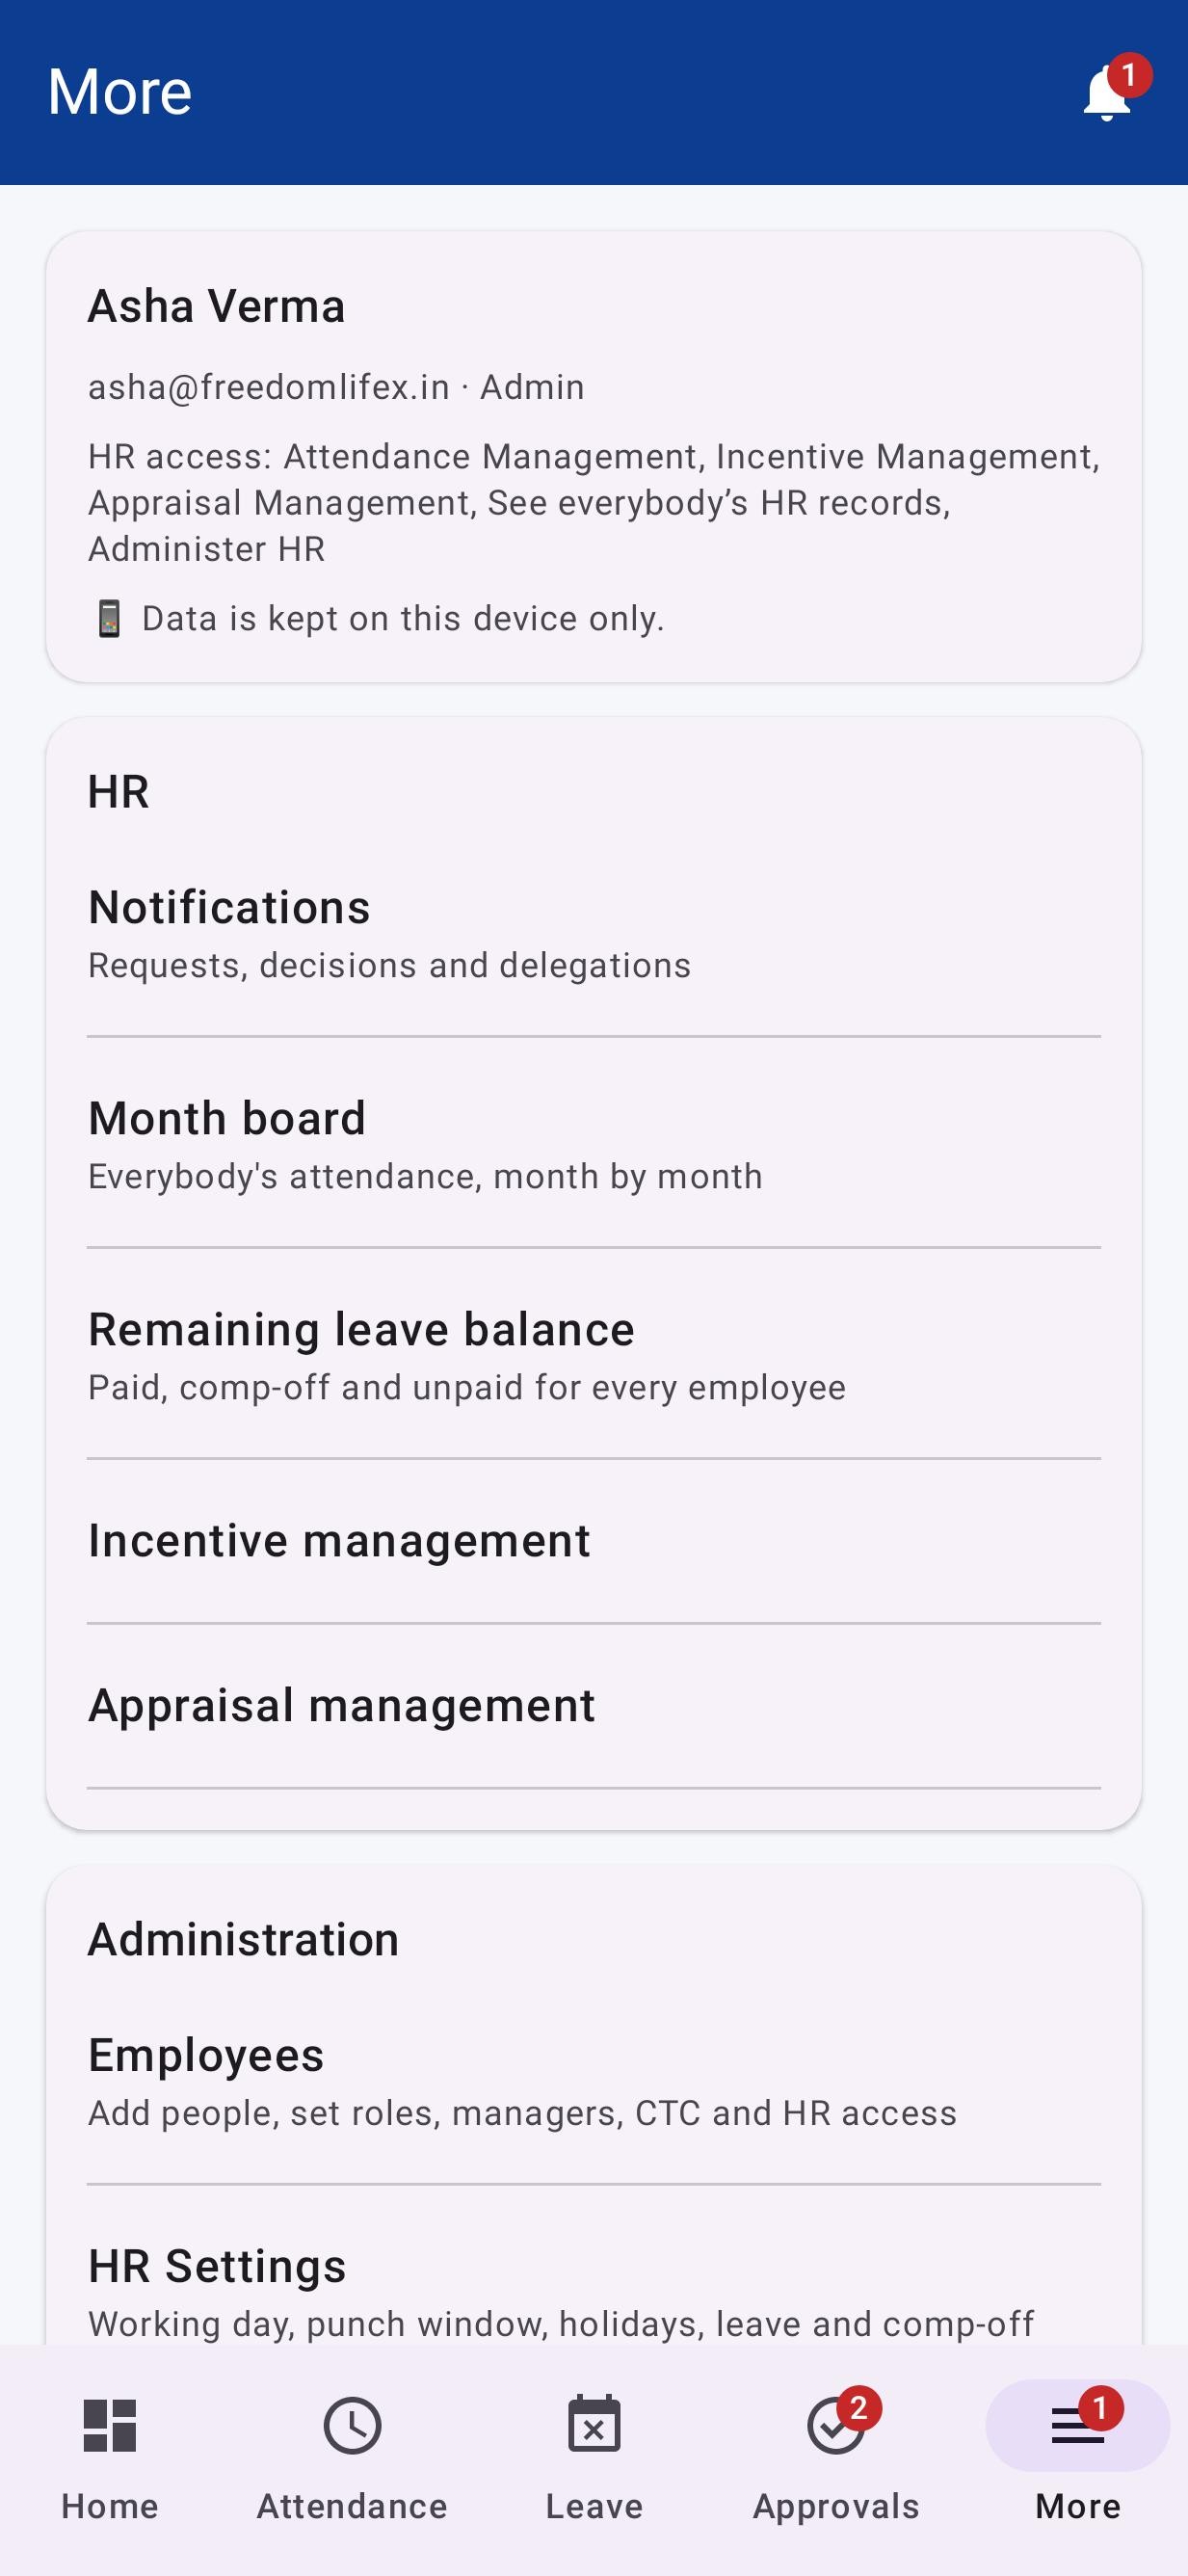 More
1
Asha Verma
asha@freedomlifex.in · Admin
HR access: Attendance Management, Incentive Management,
Appraisal Management, See everybody’s HR records,
Administer HR
Data is kept on this device only.
HR
Notifications
Requests, decisions and delegations
Month board
Everybody's attendance, month by month
Remaining leave balance
Paid, comp-off and unpaid for every employee
Incentive management
Appraisal management
Administration
Employees
Add people, set roles, managers, CTC and HR access
HR Settings
Working day, punch window, holidays, leave and comp-off
2
1
Home
Attendance
Leave
Approvals
More